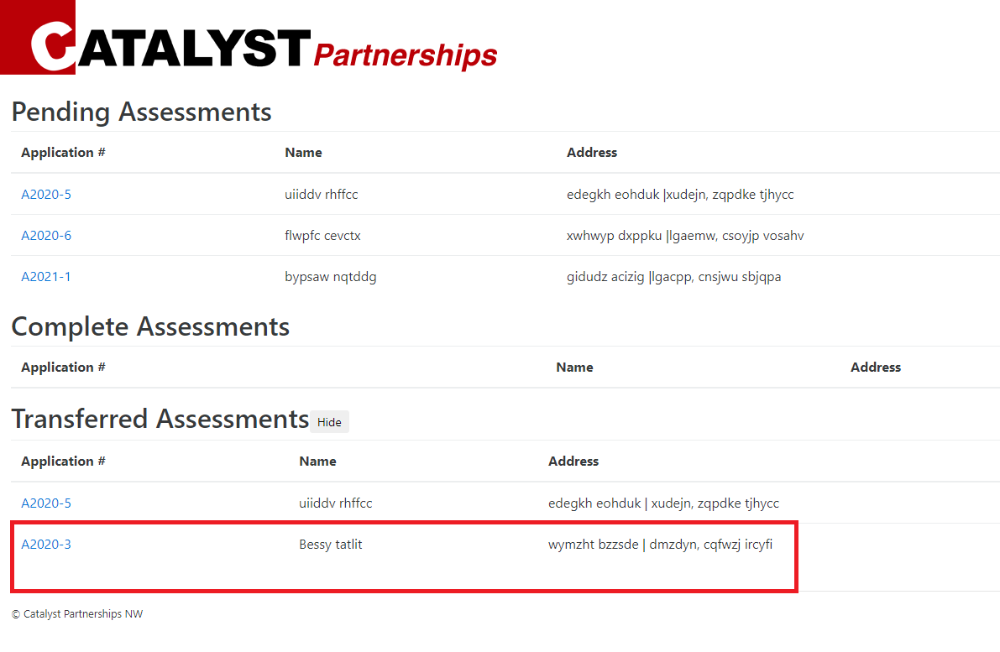 CATALYST Partnerships
Pending Assessments
Application # Name Address
A2020-5 uiiddv rhffcc edegkh eohduk |xudejn, zqpdke tjhycc
A2020-6 flwpfc cevctx xwhwyp dxppku |lgaemw, csoyjp vosahv
A2021-1 bypsaw nqtddg gidudz acizig |lgacpp, cnsjwu sbjqpa
Complete Assessments
Application # Name Address
Transferred Assessments Hide
Application # Name Address
A2020-5 uiiddv rhffcc edegkh eohduk | xudejn, zqpdke tjhycc
A2020-3 Bessy tatlit wymzht bzzsde | dmzdyn, cqfwzj ircyfi
© Catalyst Partnerships NW